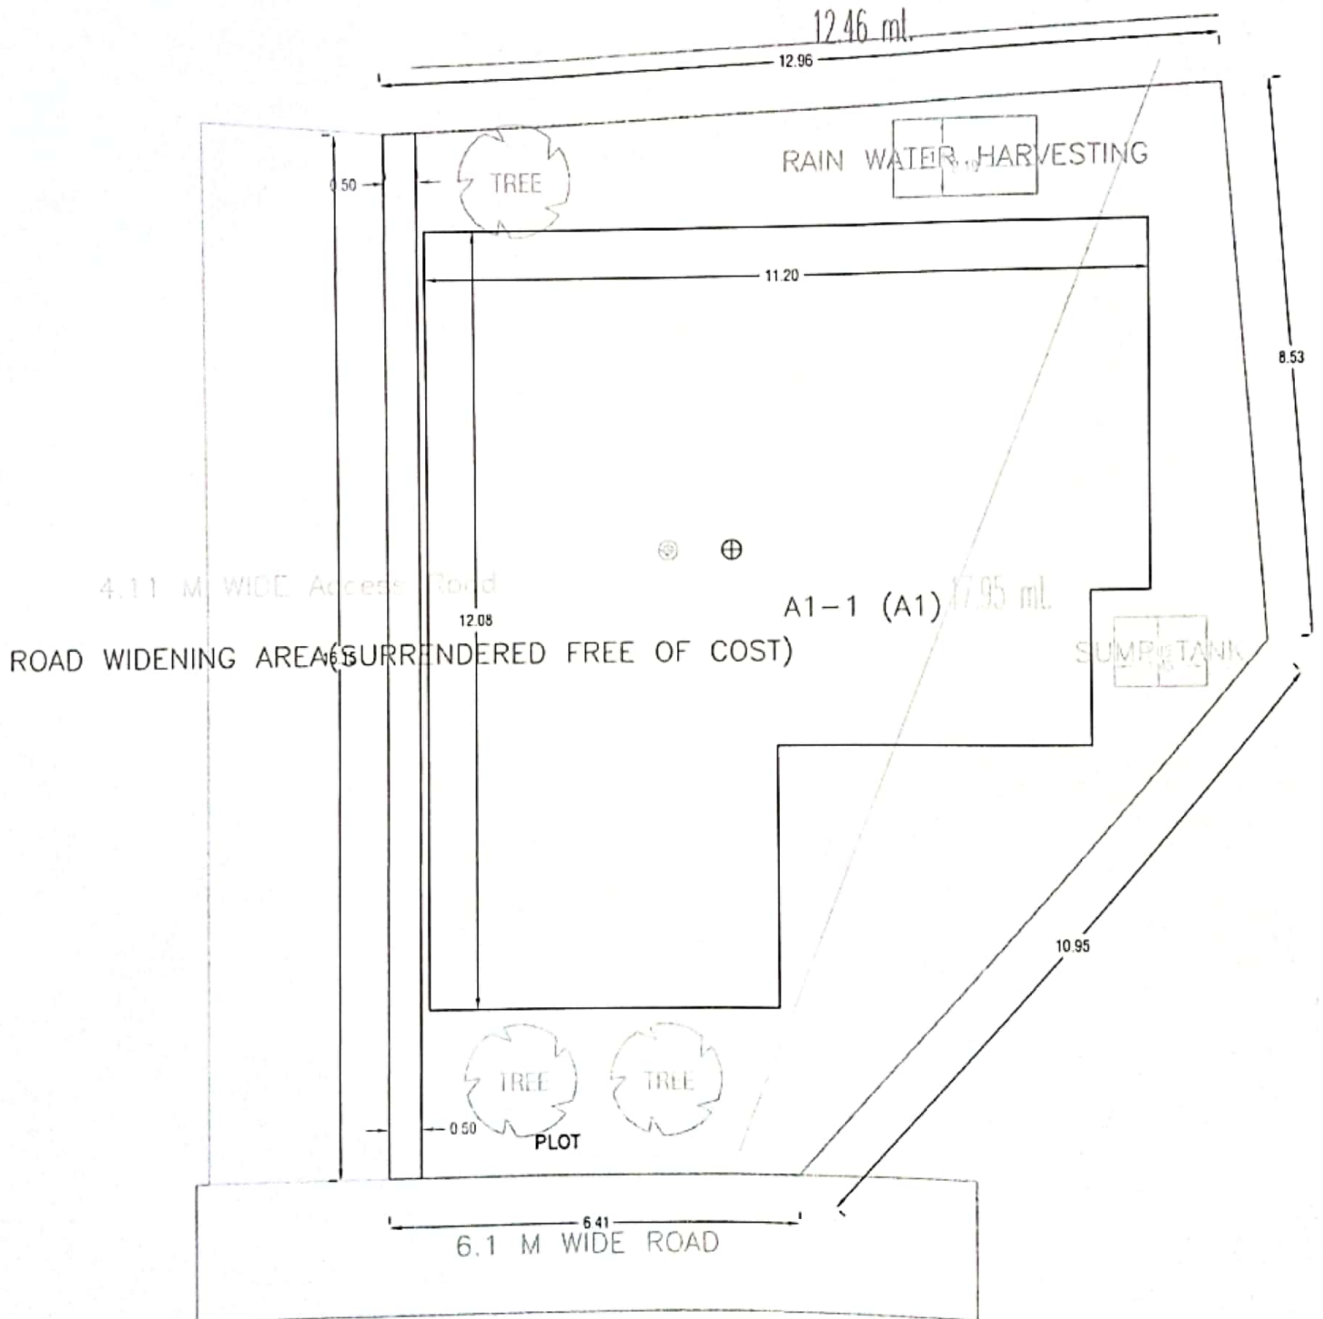 12.46 ml.
12.96
RAIN WATER HARVESTING
0.50
TREE
11.20
8.53
4.11 M WIDE Access Road
A1-1 (A1)
17.95 ml.
12.08
ROAD WIDENING AREA(SURRENDERED FREE OF COST)
SUMP TANK
10.95
TREE
TREE
0.50
PLOT
6.41
6.1 M WIDE ROAD